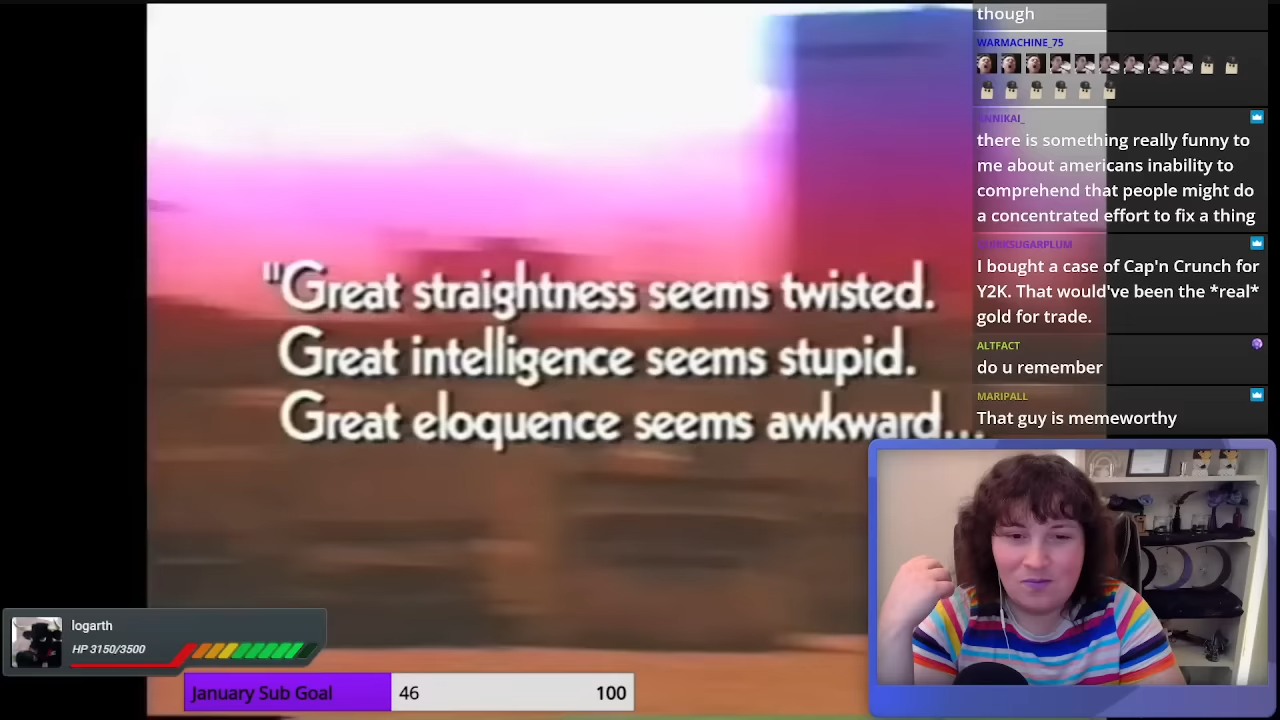 though
WARMACHINE_75
ANNIKAI_
there is something really funny to
me about americans inability to
comprehend that people might do
a concentrated effort to fix a thing
QUIRKSUGARPLUM
I bought a case of Cap'n Crunch for
Y2K. That would've been the *real*
gold for trade.
ALTFACT
do u remember
MARIPALL
That guy is memeworthy
"Great straightness seems twisted.
Great intelligence seems stupid.
Great eloquence seems awkward...
logarth
HP 3150/3500
January Sub Goal 46 100